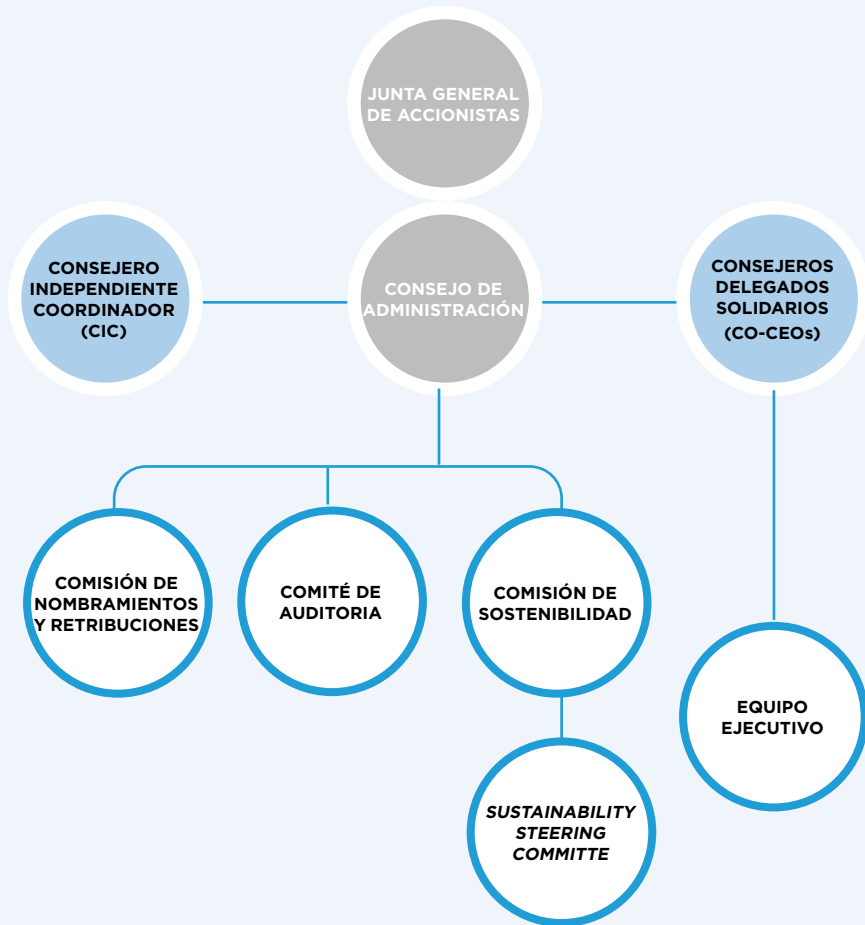 JUNTA GENERAL
DE ACCIONISTAS
CONSEJERO
INDEPENDIENTE
COORDINADOR
(CIC)
CONSEJO DE
ADMINISTRACIÓN
CONSEJEROS
DELEGADOS
SOLIDARIOS
(CO-CEOs)
COMISIÓN DE
NOMBRAMIENTOS
Y RETRIBUCIONES
COMITÉ DE
AUDITORIA
COMISIÓN DE
SOSTENIBILIDAD
EQUIPO
EJECUTIVO
SUSTAINABILITY
STEERING
COMMITTE